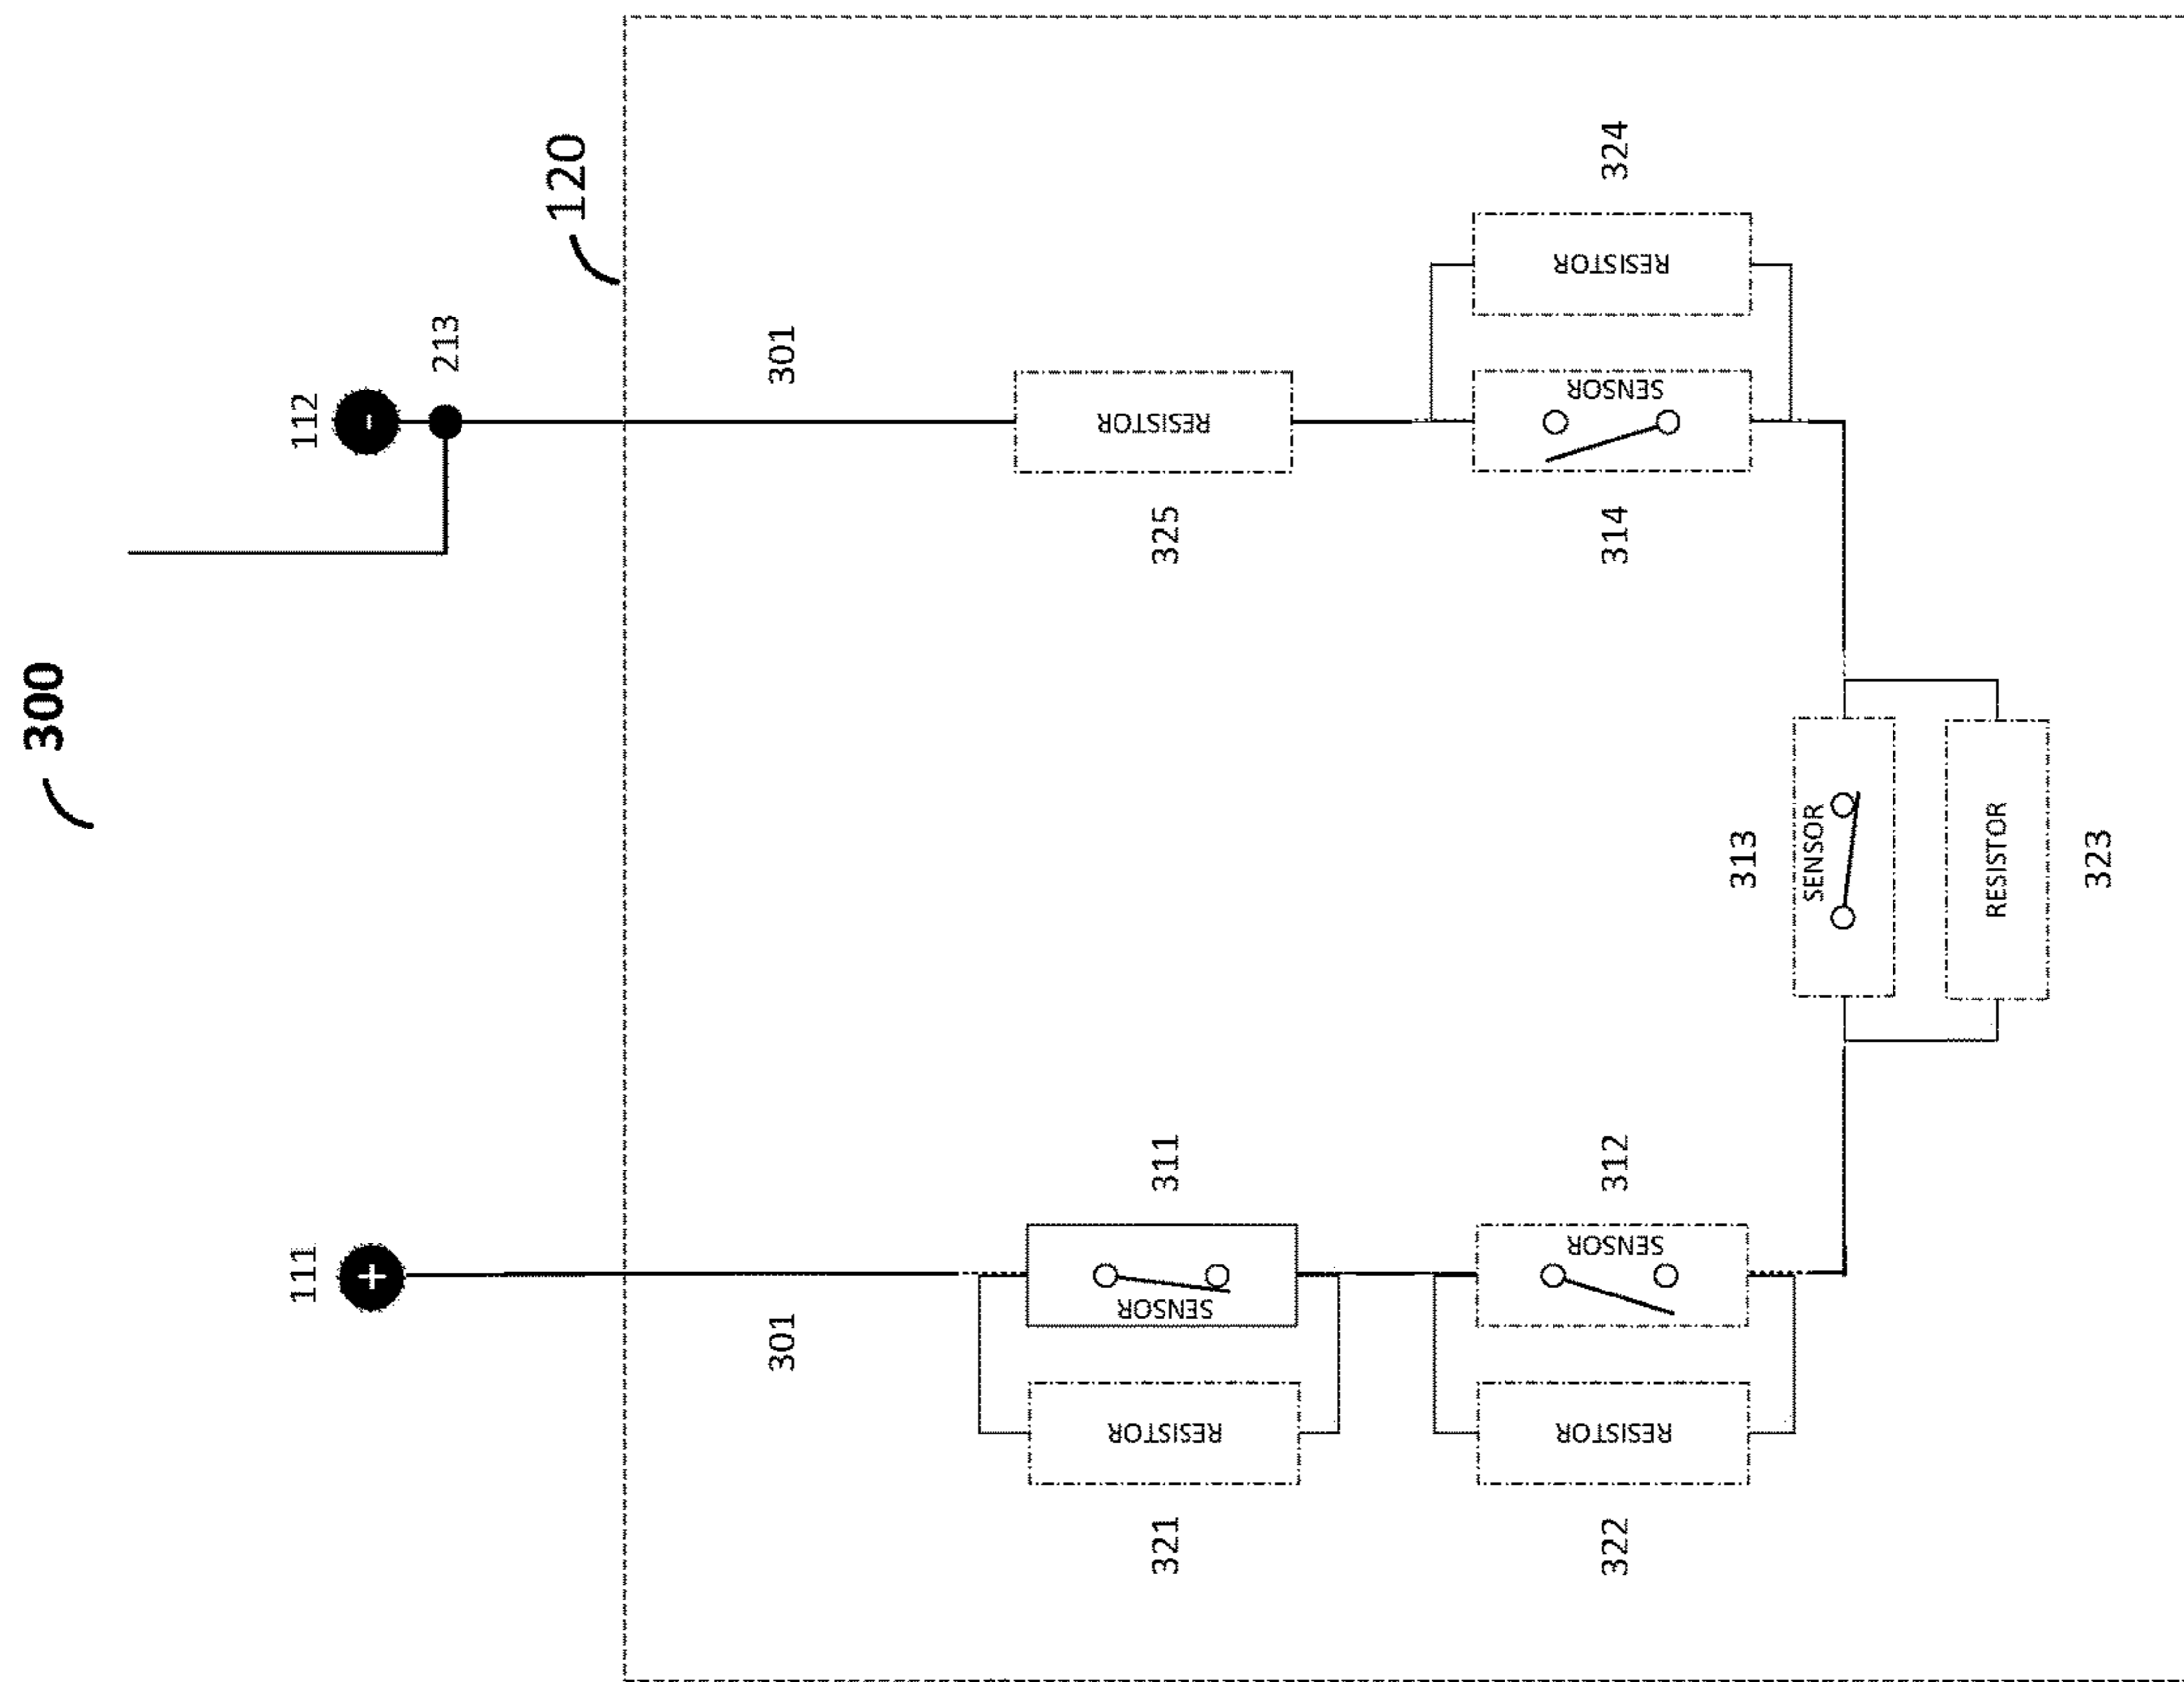 300
120
112
-
213
301
324
RESISTOR
RESISTOR
SENSOR
325
314
313
SENSOR
RESISTOR
323
111
+
301
311
312
SENSOR
SENSOR
RESISTOR
RESISTOR
321
322